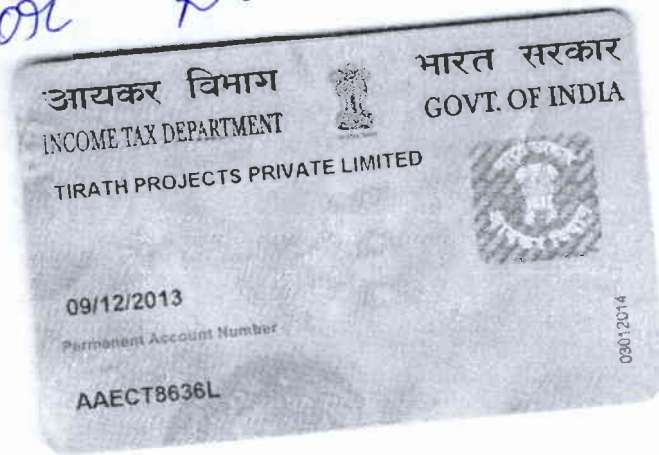 आयकर विभाग
INCOME TAX DEPARTMENT
भारत सरकार
GOVT. OF INDIA
TIRATH PROJECTS PRIVATE LIMITED
09/12/2013
Permanent Account Number
AAECT8636L
03012014